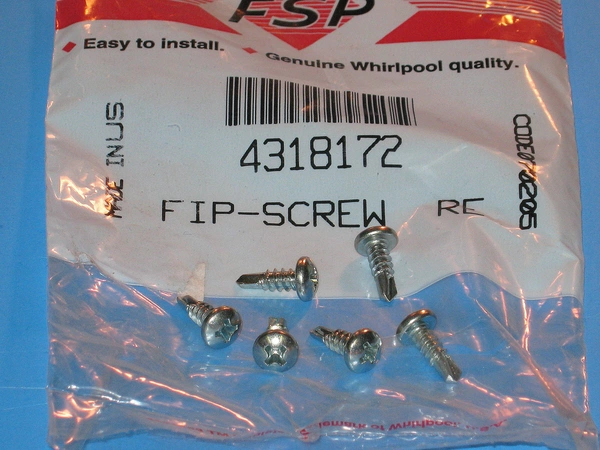 FSP
Easy to install.
Genuine Whirlpool quality.
MADE IN US
4318172
FIP-SCREW RE